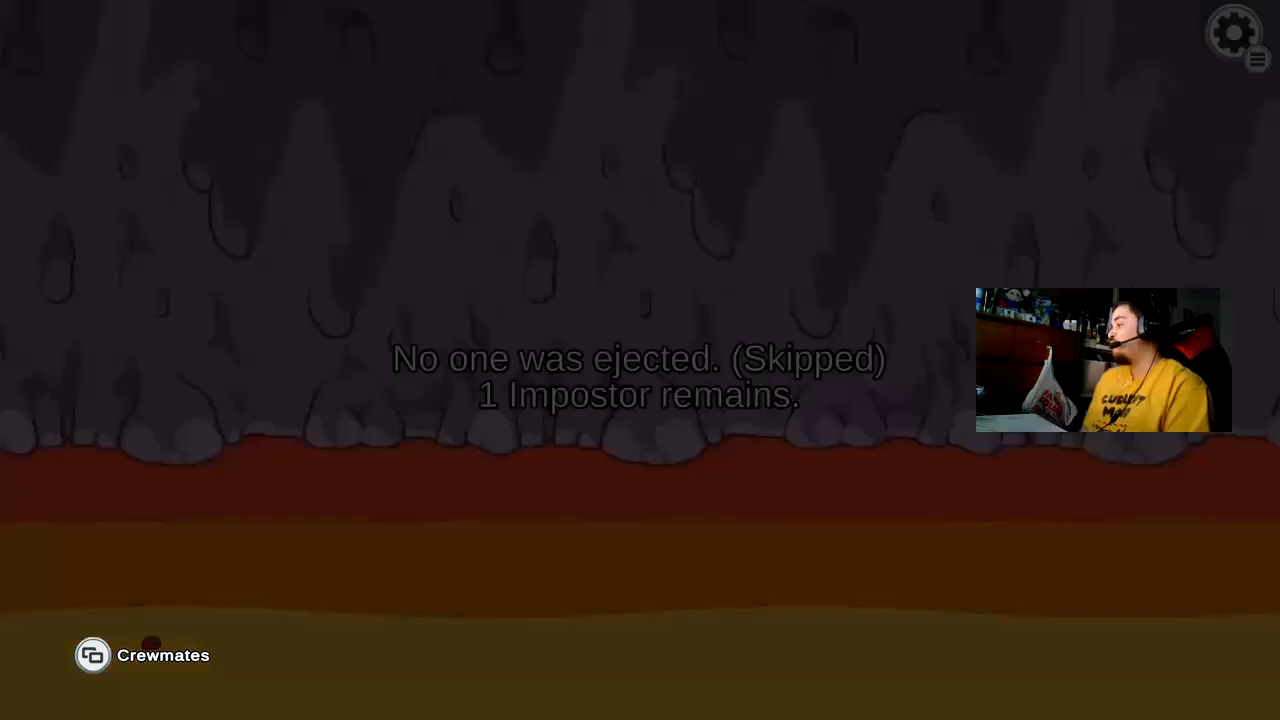 No one was ejected. (Skipped)
1 Impostor remains.
Crewmates